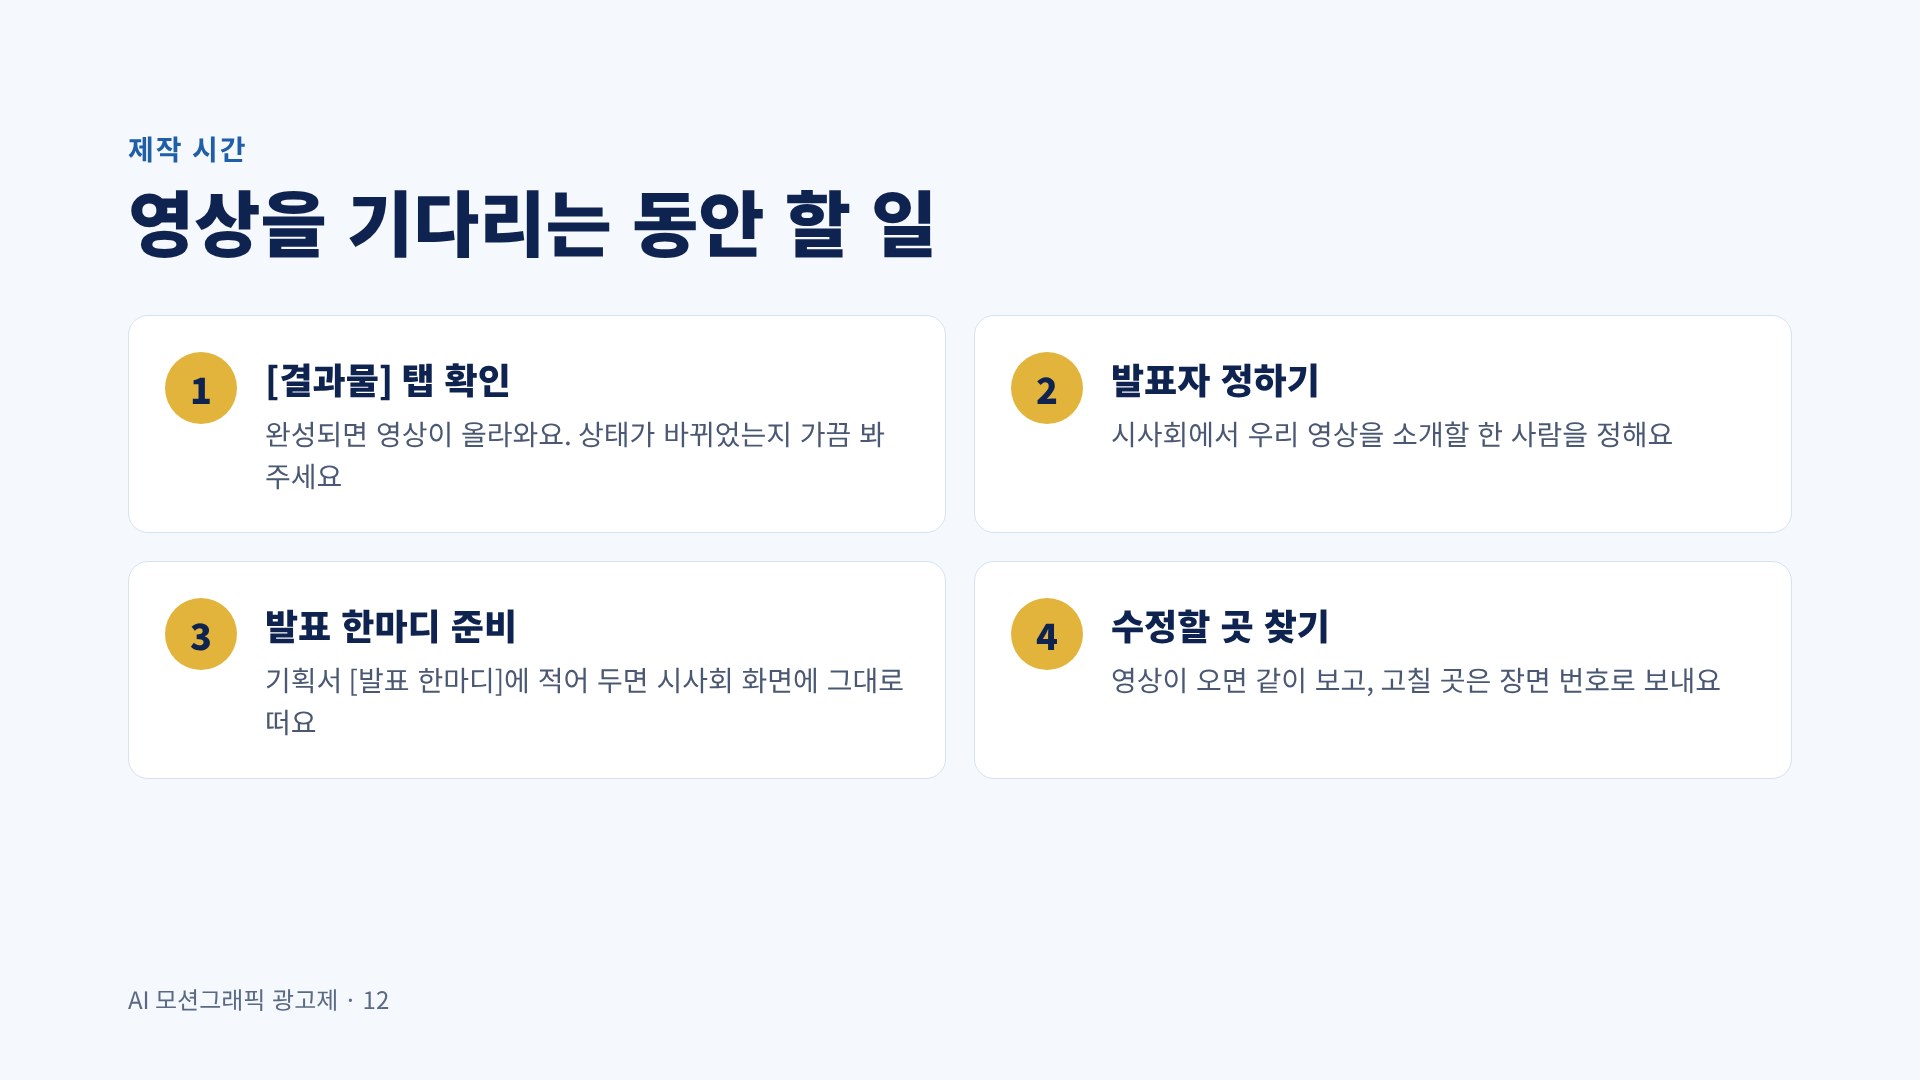 제작 시간
영상을 기다리는 동안 할 일
1
[결과물] 탭 확인
완성되면 영상이 올라와요. 상태가 바뀌었는지 가끔 봐
주세요
2
발표자 정하기
시사회에서 우리 영상을 소개할 한 사람을 정해요
3
발표 한마디 준비
기획서 [발표 한마디]에 적어 두면 시사회 화면에 그대로
떠요
4
수정할 곳 찾기
영상이 오면 같이 보고, 고칠 곳은 장면 번호로 보내요
AI 모션그래픽 광고제 · 12